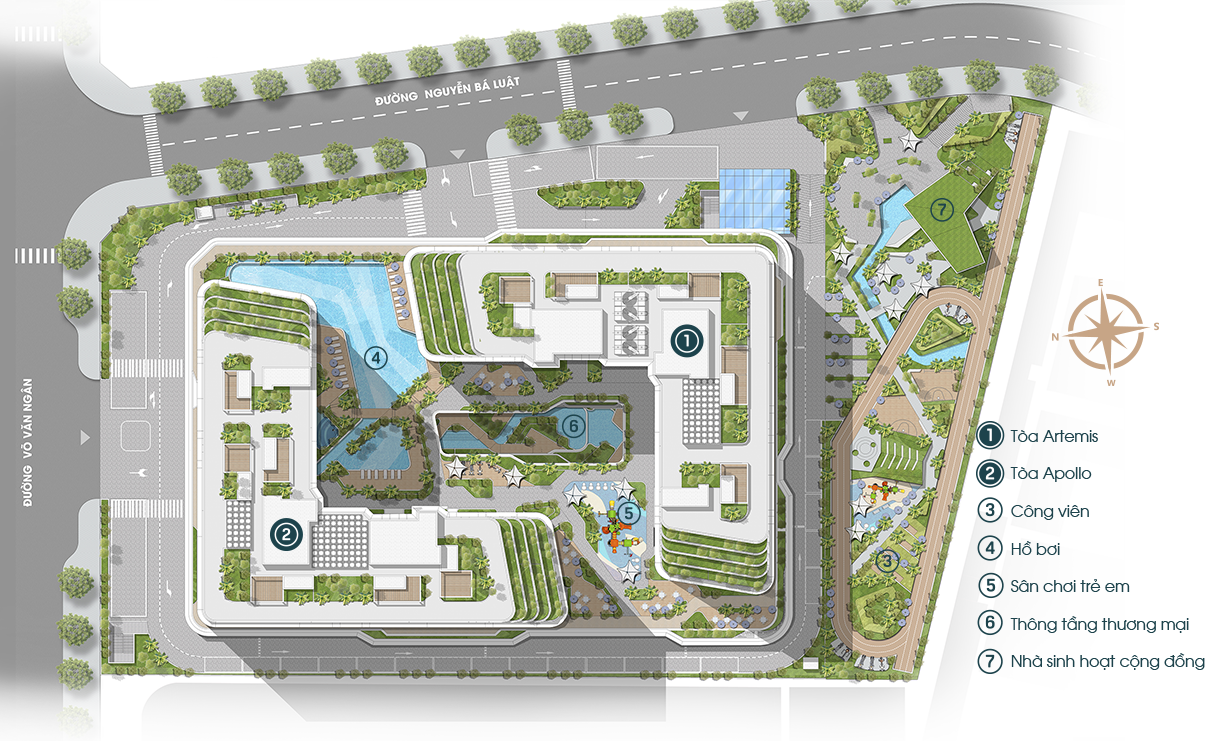 ĐƯỜNG NGUYỄN BÁ LUẬT
ĐƯỜNG VÕ VĂN NGÂN
7
1
4
6
5
2
3
E
N
S
W
1 Tòa Artemis
2 Tòa Apollo
3 Công viên
4 Hồ bơi
5 Sân chơi trẻ em
6 Thông tầng thương mại
7 Nhà sinh hoạt cộng đồng